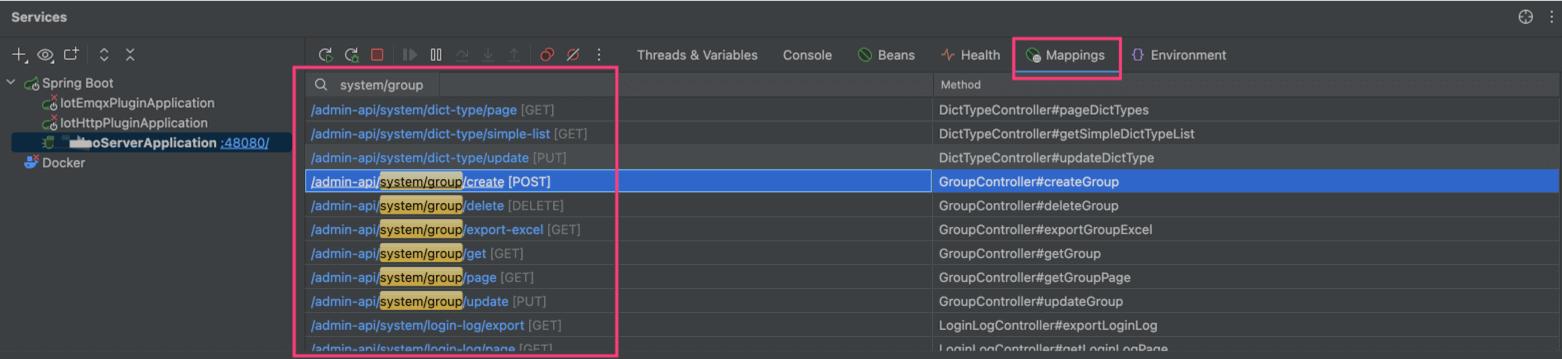 Services
Threads & Variables Console Beans Health Mappings Environment
Spring Boot
IotEmqxPluginApplication
IotHttpPluginApplication
oServerApplication :48080/
Docker
system/group Method
/admin-api/system/dict-type/page [GET] DictTypeController#pageDictTypes
/admin-api/system/dict-type/simple-list [GET] DictTypeController#getSimpleDictTypeList
/admin-api/system/dict-type/update [PUT] DictTypeController#updateDictType
/admin-api/system/group/create [POST] GroupController#createGroup
/admin-api/system/group/delete [DELETE] GroupController#deleteGroup
/admin-api/system/group/export-excel [GET] GroupController#exportGroupExcel
/admin-api/system/group/get [GET] GroupController#getGroup
/admin-api/system/group/page [GET] GroupController#getGroupPage
/admin-api/system/group/update [PUT] GroupController#updateGroup
/admin-api/system/login-log/export [GET] LoginLogController#exportLoginLog
/admin-api/system/login-log/page [GET] LoginLogController#getLoginLogPage